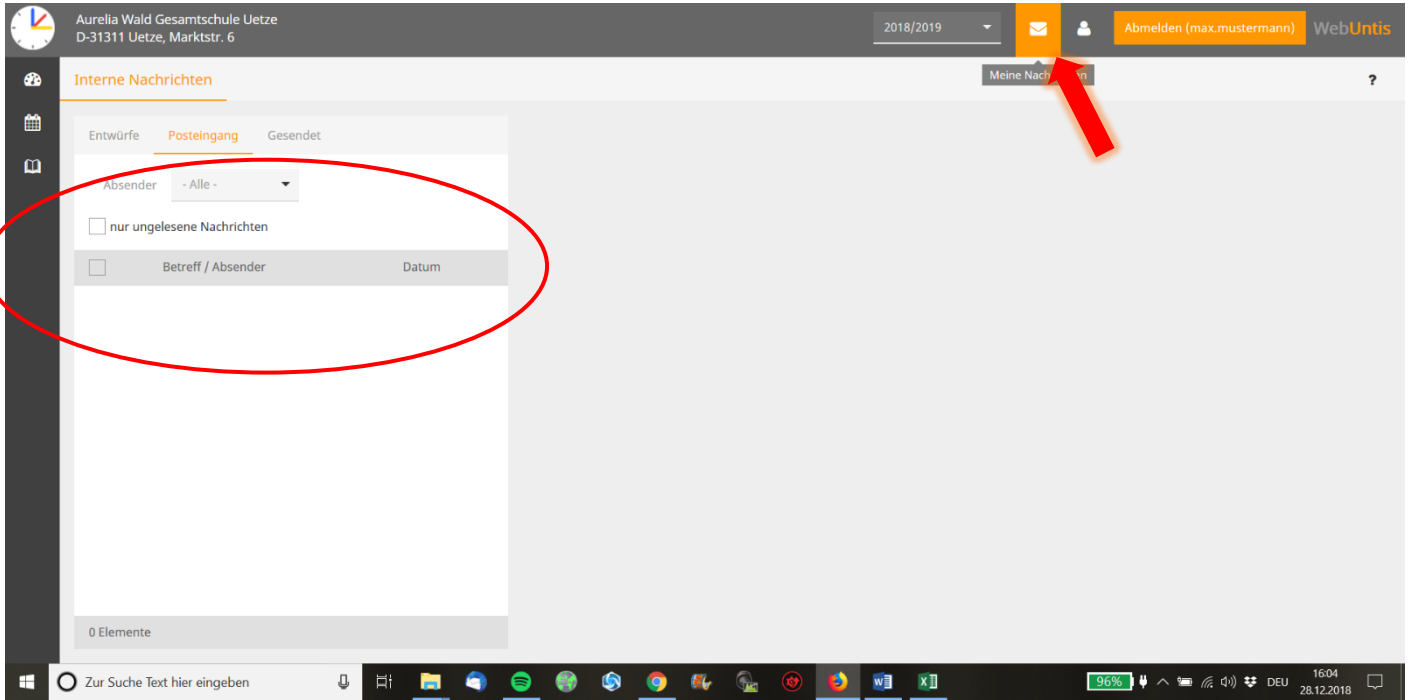 Aurelia Wald Gesamtschule Uetze
D-31311 Uetze, Marktstr. 6
2018/2019
Abmelden (max.mustermann)
WebUntis
Interne Nachrichten
Meine Nach
?
Entwürfe Posteingang Gesendet
Absender - Alle -
nur ungelesene Nachrichten
Betreff / Absender Datum
0 Elemente
Zur Suche Text hier eingeben
96%
DEU
16:04
28.12.2018